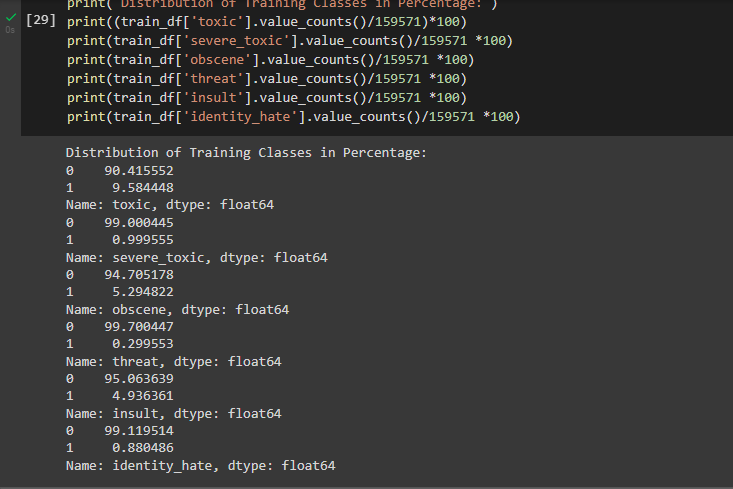 print('Distribution of Training Classes in Percentage: ')
[29] print((train_df['toxic'].value_counts()/159571)*100)
0s
print(train_df['severe_toxic'].value_counts()/159571 *100)
print(train_df['obscene'].value_counts()/159571 *100)
print(train_df['threat'].value_counts()/159571 *100)
print(train_df['insult'].value_counts()/159571 *100)
print(train_df['identity_hate'].value_counts()/159571 *100)
Distribution of Training Classes in Percentage:
0    90.415552
1     9.584448
Name: toxic, dtype: float64
0    99.000445
1     0.999555
Name: severe_toxic, dtype: float64
0    94.705178
1     5.294822
Name: obscene, dtype: float64
0    99.700447
1     0.299553
Name: threat, dtype: float64
0    95.063639
1     4.936361
Name: insult, dtype: float64
0    99.119514
1     0.880486
Name: identity_hate, dtype: float64